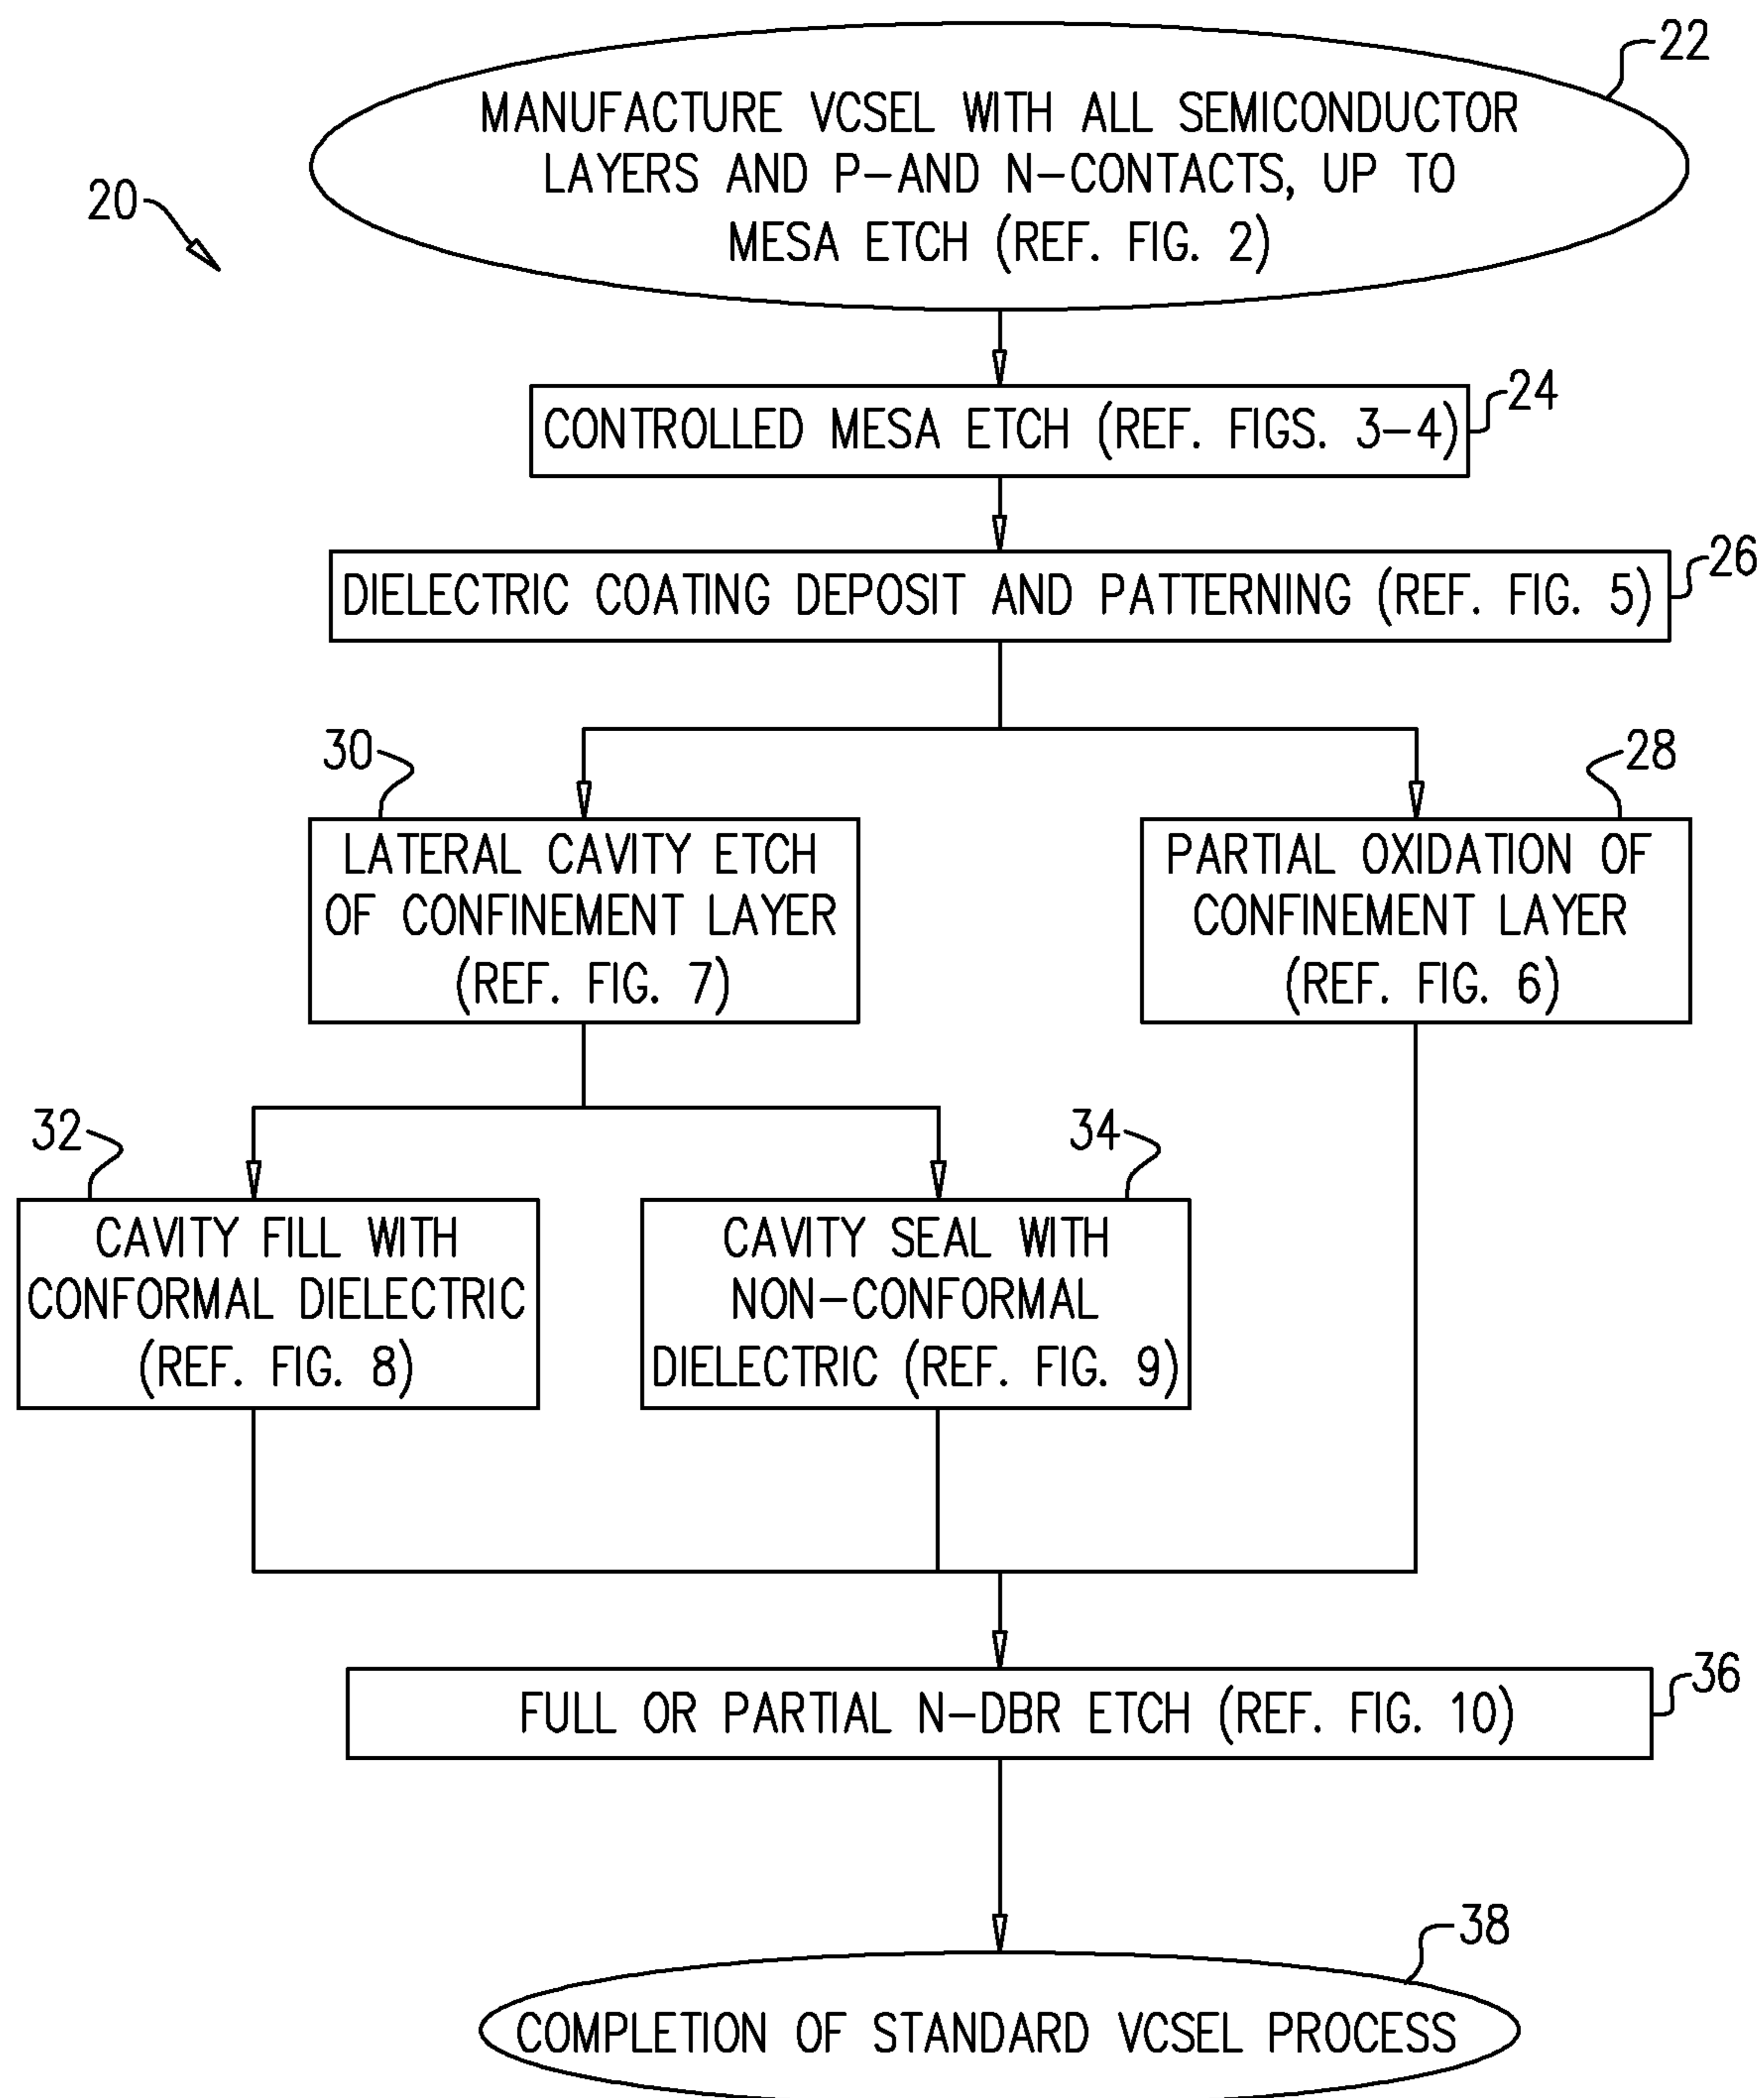 22
MANUFACTURE VCSEL WITH ALL SEMICONDUCTOR
LAYERS AND P-AND N-CONTACTS, UP TO
MESA ETCH (REF. FIG. 2)
20
24
CONTROLLED MESA ETCH (REF. FIGS. 3-4)
26
DIELECTRIC COATING DEPOSIT AND PATTERNING (REF. FIG. 5)
30
LATERAL CAVITY ETCH
OF CONFINEMENT LAYER
(REF. FIG. 7)
28
PARTIAL OXIDATION OF
CONFINEMENT LAYER
(REF. FIG. 6)
32
CAVITY FILL WITH
CONFORMAL DIELECTRIC
(REF. FIG. 8)
34
CAVITY SEAL WITH
NON-CONFORMAL
DIELECTRIC (REF. FIG. 9)
36
FULL OR PARTIAL N-DBR ETCH (REF. FIG. 10)
38
COMPLETION OF STANDARD VCSEL PROCESS